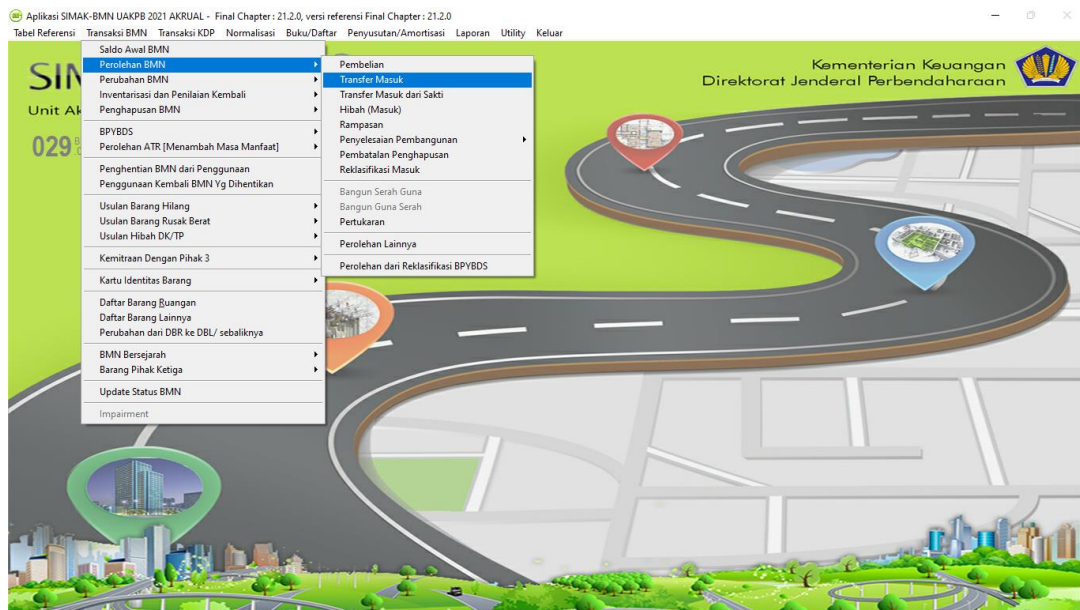 Aplikasi SIMAK-BMN UAKPB 2021 AKRUAL - Final Chapter : 21.2.0, versi referensi Final Chapter : 21.2.0
Tabel Referensi Transaksi BMN Transaksi KDP Normalisasi Buku/Daftar Penyusutan/Amortisasi Laporan Utility Keluar
Kementerian Keuangan
Direktorat Jenderal Perbendaharaan
Unit Ak
029
Saldo Awal BMN
Perolehan BMN
Perubahan BMN
Inventarisasi dan Penilaian Kembali
Penghapusan BMN
BPYBDS
Perolehan ATR [Menambah Masa Manfaat]
Penghentian BMN dari Penggunaan
Penggunaan Kembali BMN Yg Dihentikan
Usulan Barang Hilang
Usulan Barang Rusak Berat
Usulan Hibah DK/TP
Kemitraan Dengan Pihak 3
Kartu Identitas Barang
Daftar Barang Ruangan
Daftar Barang Lainnya
Perubahan dari DBR ke DBL/ sebaliknya
BMN Bersejarah
Barang Pihak Ketiga
Update Status BMN
Impairment
Pembelian
Transfer Masuk
Transfer Masuk dari Sakti
Hibah (Masuk)
Rampasan
Penyelesaian Pembangunan
Pembatalan Penghapusan
Reklasifikasi Masuk
Bangun Serah Guna
Bangun Guna Serah
Pertukaran
Perolehan Lainnya
Perolehan dari Reklasifikasi BPYBDS